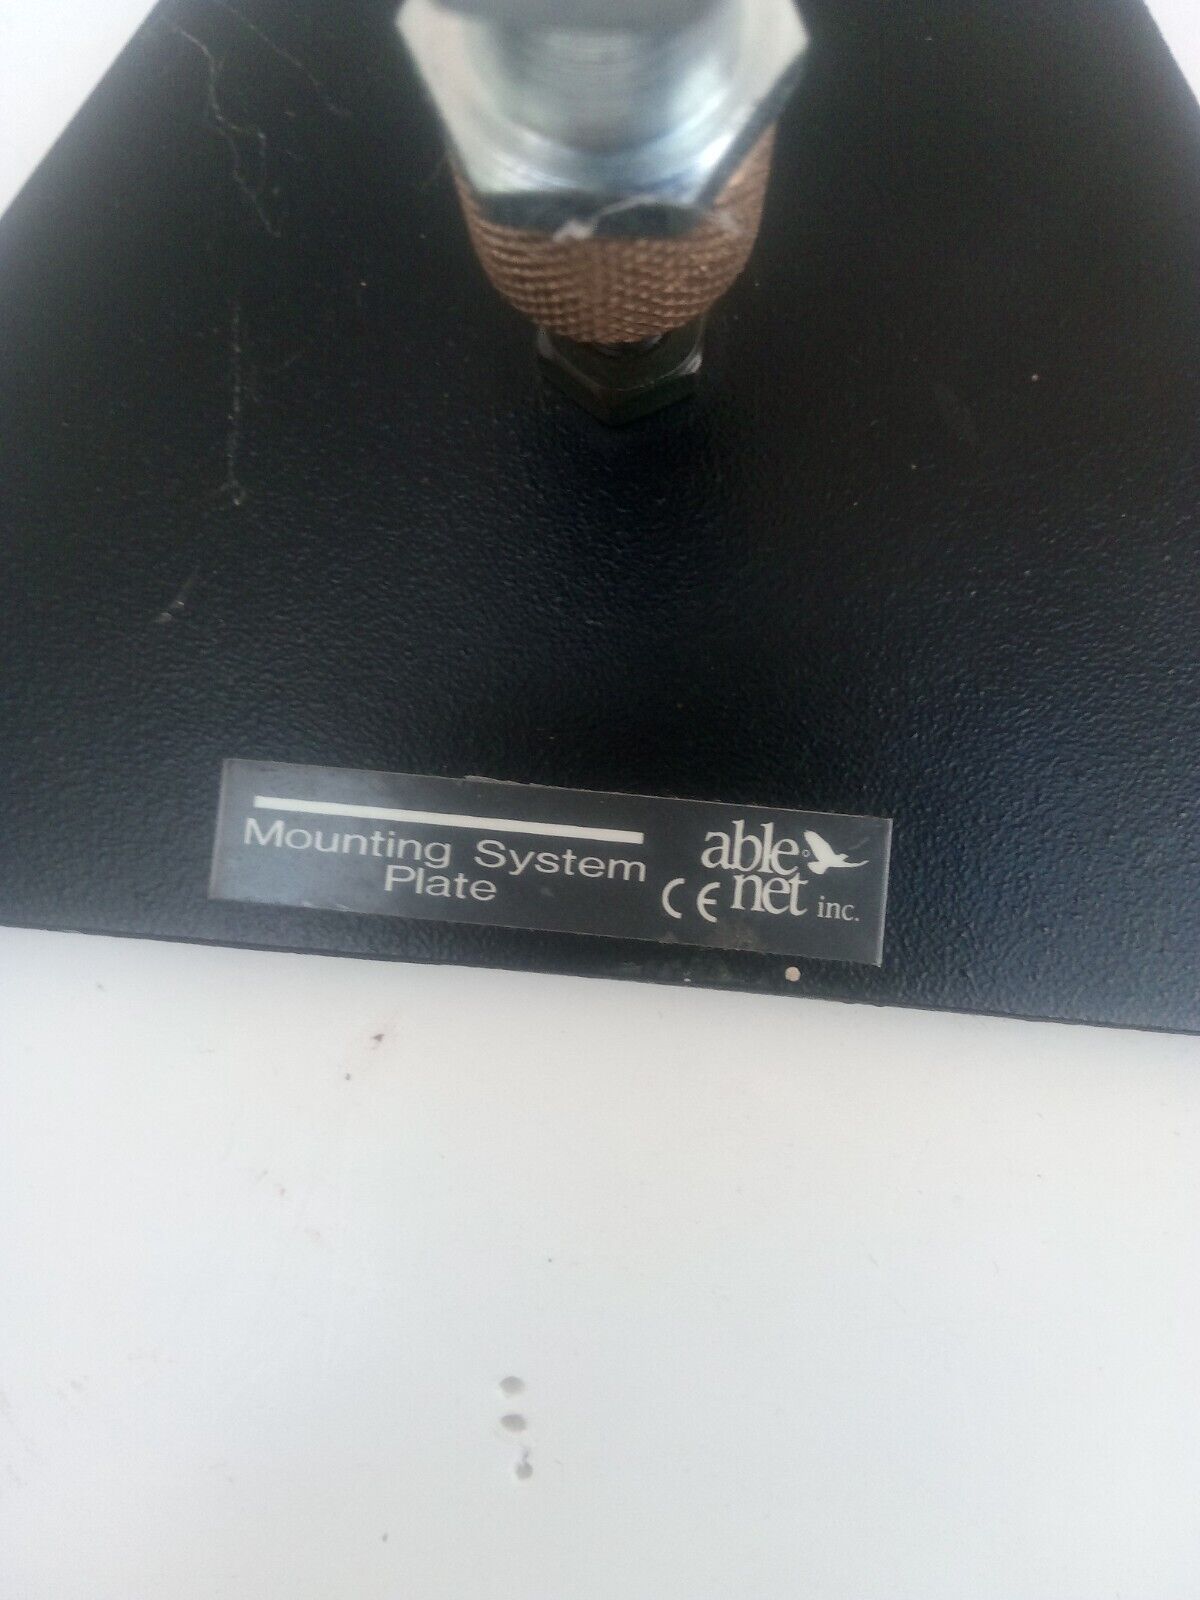 Mounting System
Plate
able
net inc.
CE